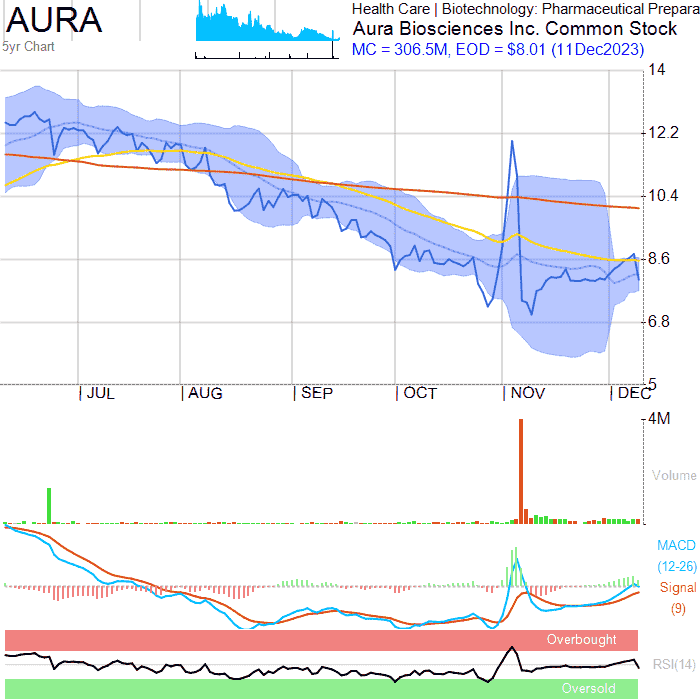 AURA
5yr Chart
Health Care | Biotechnology: Pharmaceutical Prepara
Aura Biosciences Inc. Common Stock
MC = 306.5M, EOD = $8.01 (11Dec2023)
14
12.2
10.4
8.6
6.8
5
JUL
AUG
SEP
OCT
NOV
DEC
4M
Volume
MACD
(12-26)
Signal
(9)
Overbought
RSI(14)
Oversold